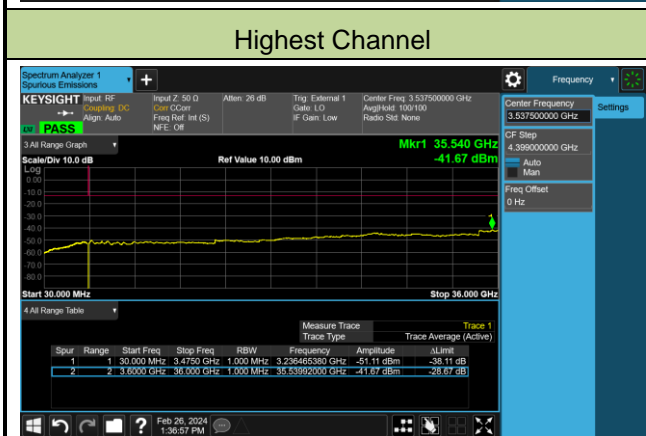 Highest Channel
Spectrum Analyzer 1
Spurious Emissions
Frequency
KEYSIGHT
Input: RF
Coupling: DC
Align: Auto
Input Z: 50 Ω
Corr CCorr
Freq Ref: Int (S)
NFE: Off
Atten: 26 dB
Trig: External 1
Gate: LO
IF Gain: Low
Center Freq: 3.537500000 GHz
Avg|Hold: 100/100
Radio Std: None
PASS
Center Frequency
3.537500000 GHz
Settings
CF Step
4.399000000 GHz
Auto
Man
Freq Offset
0 Hz
3 All Range Graph
Mkr1 35.540 GHz
Scale/Div 10.0 dB
Ref Value 10.00 dBm
-41.67 dBm
Log
0.00
-10.0
-20.0
-30.0
-40.0
-50.0
-60.0
-70.0
-80.0
Start 30.000 MHz
Stop 36.000 GHz
4 All Range Table
Measure Trace Trace 1
Trace Type Trace Average (Active)
Spur Range Start Freq Stop Freq RBW Frequency Amplitude ΔLimit
1 1 30.000 MHz 3.4750 GHz 1.000 MHz 3.236465380 GHz -51.11 dBm -38.11 dB
2 2 3.6000 GHz 36.000 GHz 1.000 MHz 35.53992000 GHz -41.67 dBm -28.67 dB
Feb 26, 2024
1:36:57 PM